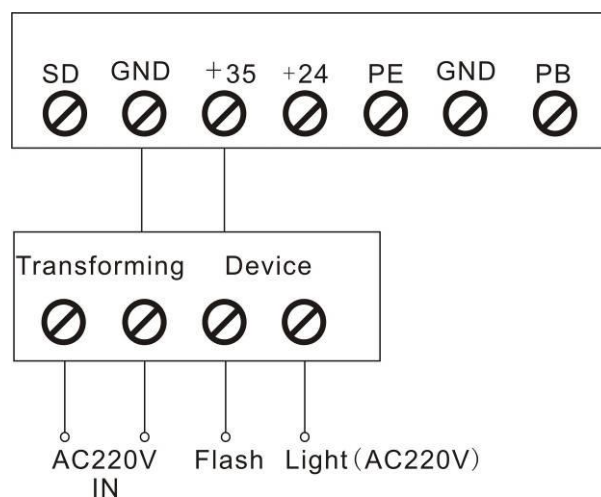 SD GND +35 +24 PE GND PB
Transforming Device
AC220V Flash Light(AC220V)
IN